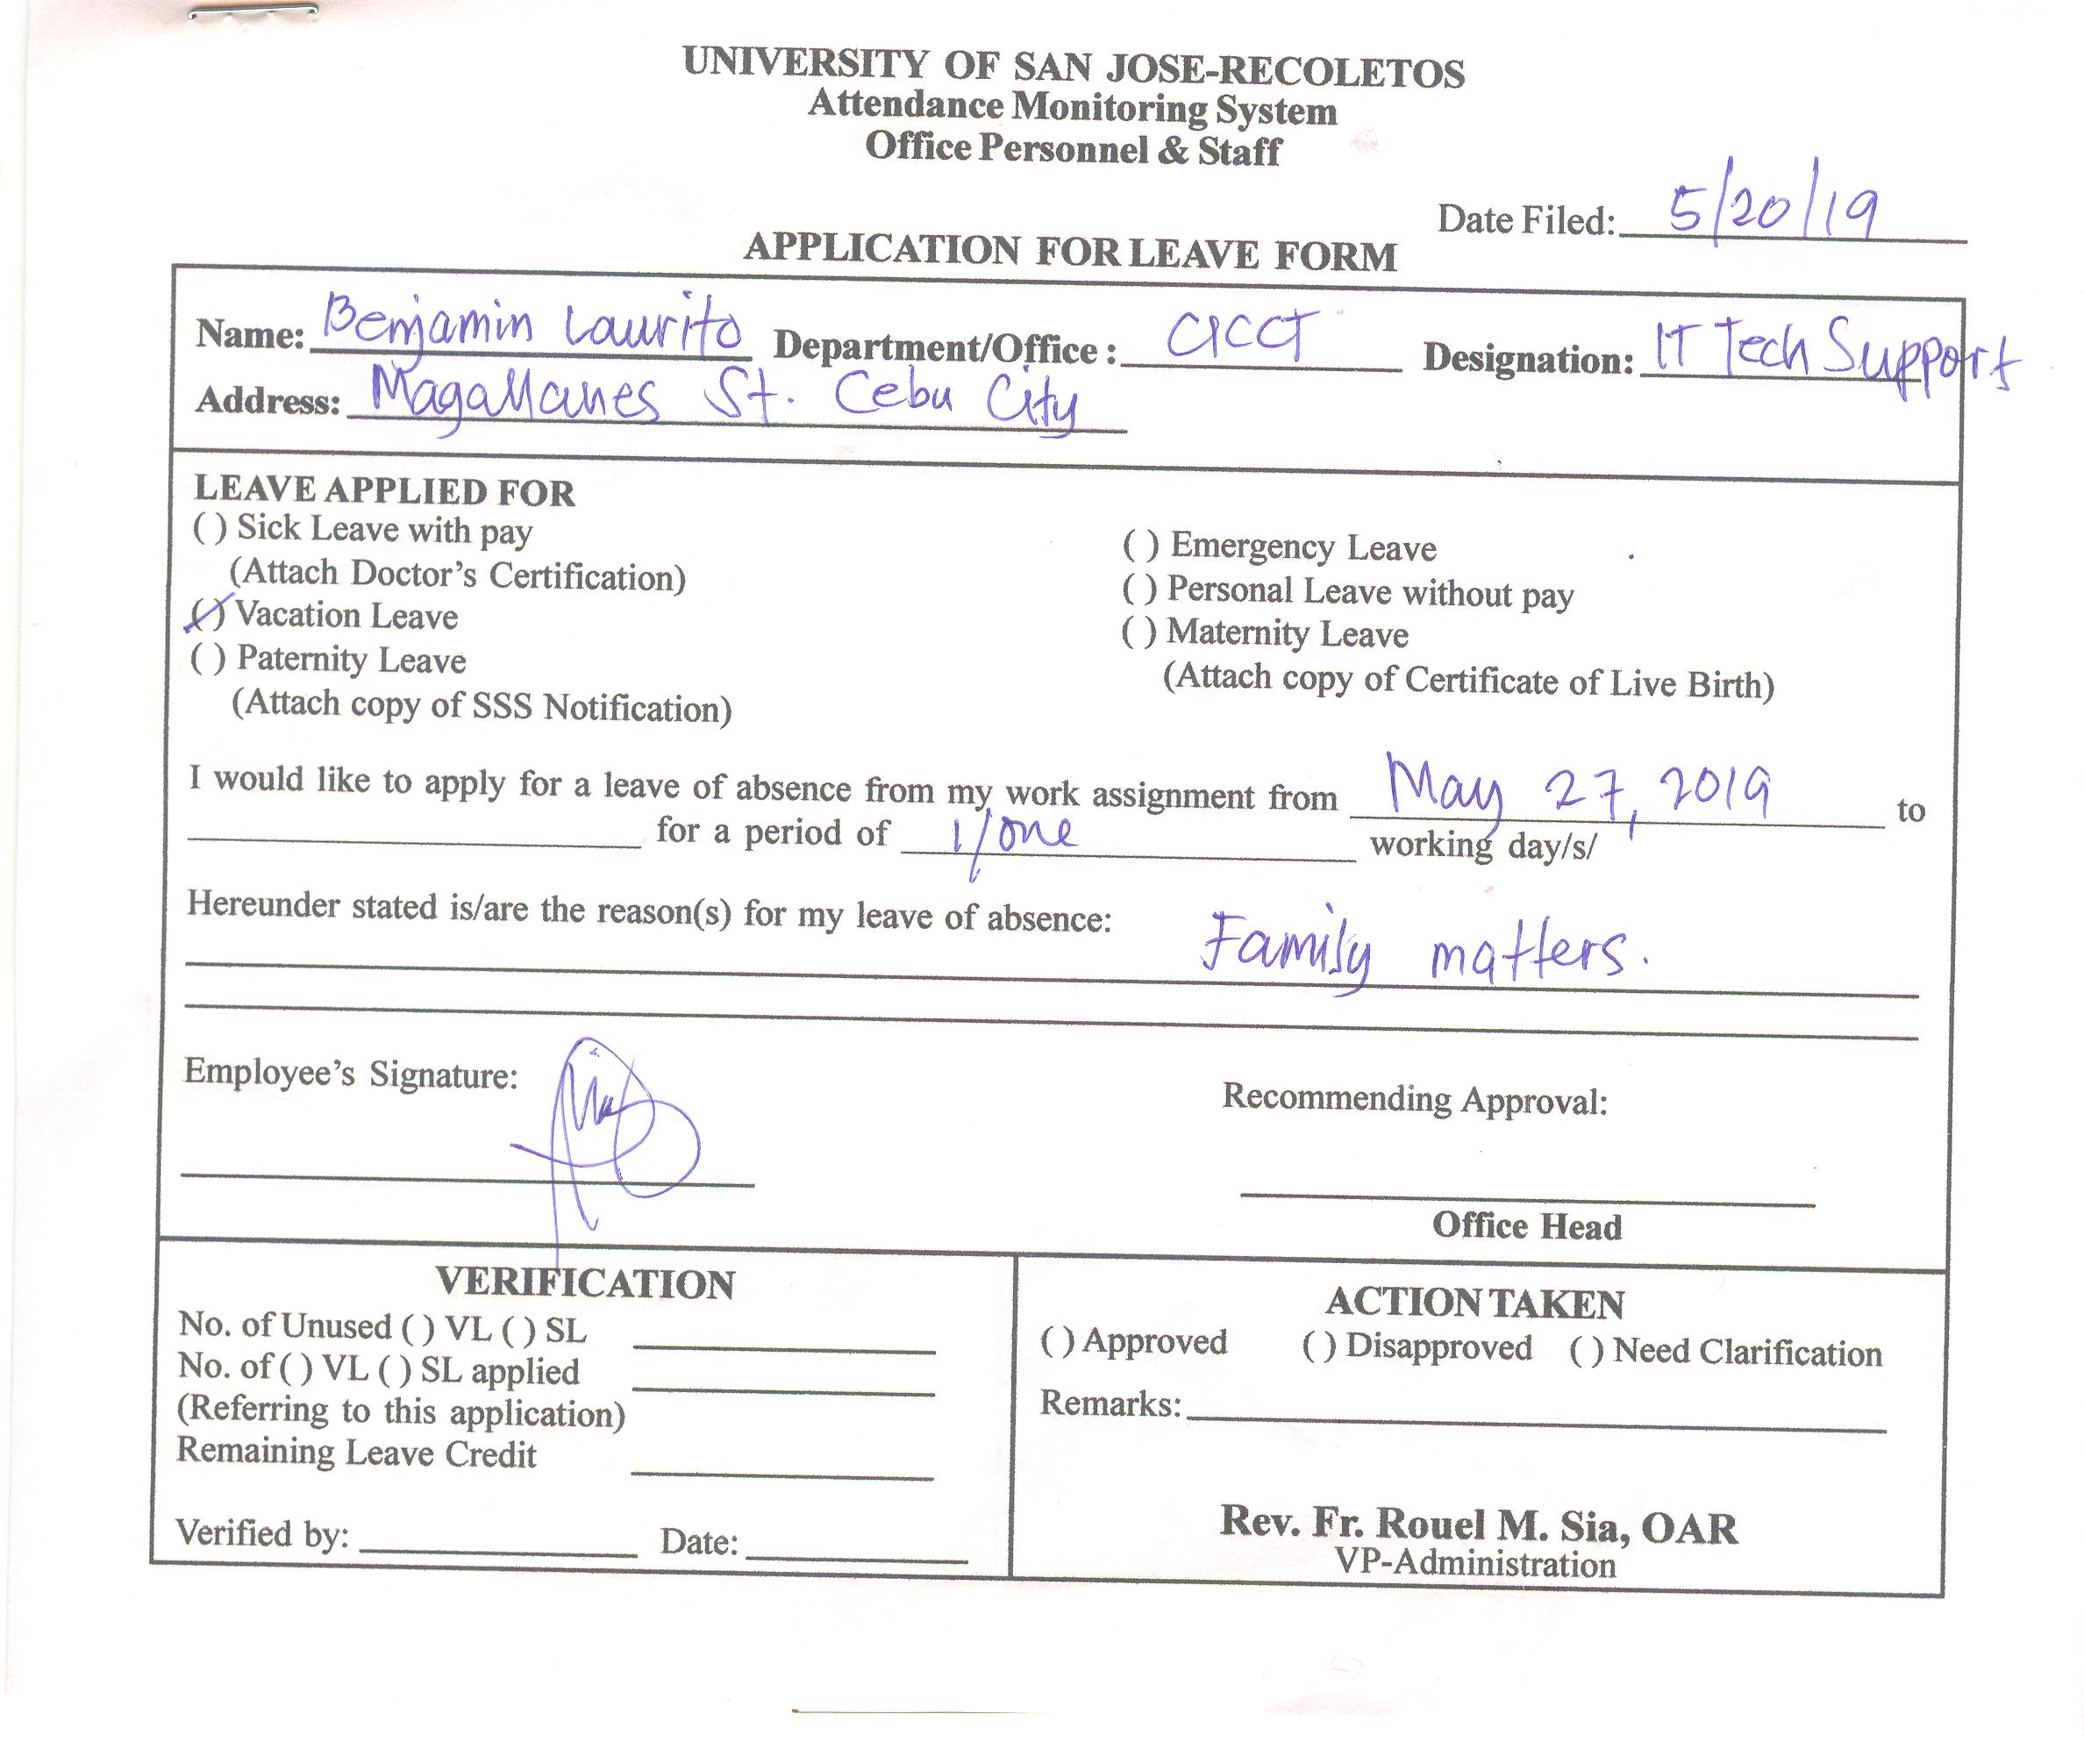 UNIVERSITY OF SAN JOSE-RECOLETOS
Attendance Monitoring System
Office Personnel & Staff
Date Filed: 5/20/19
APPLICATION FOR LEAVE FORM
Name: Benjamin Laurito Department/Office: CICCT Designation: IT Tech Support
Address: Magallanes St. Cebu City
LEAVE APPLIED FOR
( ) Sick Leave with pay
(Attach Doctor's Certification)
(/) Vacation Leave
( ) Paternity Leave
(Attach copy of SSS Notification)
( ) Emergency Leave
( ) Personal Leave without pay
( ) Maternity Leave
(Attach copy of Certificate of Live Birth)
I would like to apply for a leave of absence from my work assignment from May 27, 2019 to
for a period of 1/one working day/s/
Hereunder stated is/are the reason(s) for my leave of absence: Family matters.
Employee's Signature:
Recommending Approval:
Office Head
VERIFICATION
No. of Unused ( ) VL ( ) SL
No. of ( ) VL ( ) SL applied
(Referring to this application)
Remaining Leave Credit
Verified by: Date:
ACTION TAKEN
( ) Approved ( ) Disapproved ( ) Need Clarification
Remarks:
Rev. Fr. Rouel M. Sia, OAR
VP-Administration